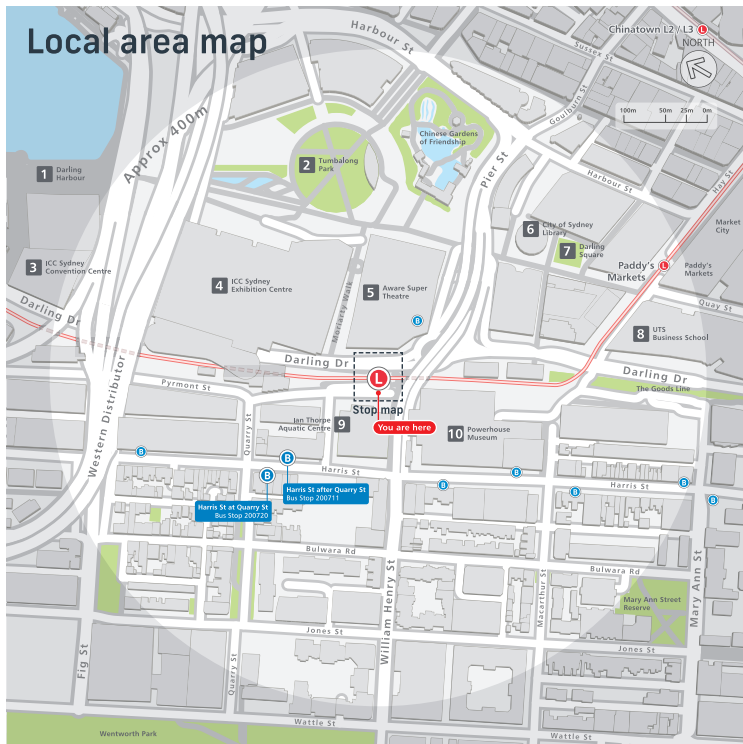 Local area map
Chinatown L2 / L3 L
NORTH
100m 50m 25m 0m
Harbour St
Sussex St
Goulburn St
Approx 400m
Chinese Gardens
of Friendship
2 Tumbalong
Park
Pier St
Harbour St
Hay St
1 Darling
Harbour
6 City of Sydney
Library
7 Darling
Square
Market
City
3 ICC Sydney
Convention Centre
Paddy's
Markets
L
Paddy's
Markets
4 ICC Sydney
Exhibition Centre
Moriarty Walk
5 Aware Super
Theatre
B
Quay St
Darling Dr
8 UTS
Business School
Darling Dr
L
Darling Dr
Pyrmont St
The Goods Line
Western Distributor
Stop map
You are here
Quarry St
Ian Thorpe
Aquatic Centre
9
10 Powerhouse
Museum
B
B
Harris St
B
B
Harris St after Quarry St
Bus Stop 200711
B
B
Harris St
B
B
Harris St at Quarry St
Bus Stop 200720
Bulwara Rd
Bulwara Rd
William Henry St
Macarthur St
Mary Ann St
Mary Ann Street
Reserve
Jones St
Jones St
Fig St
Quarry St
Wattle St
Wattle St
Wentworth Park